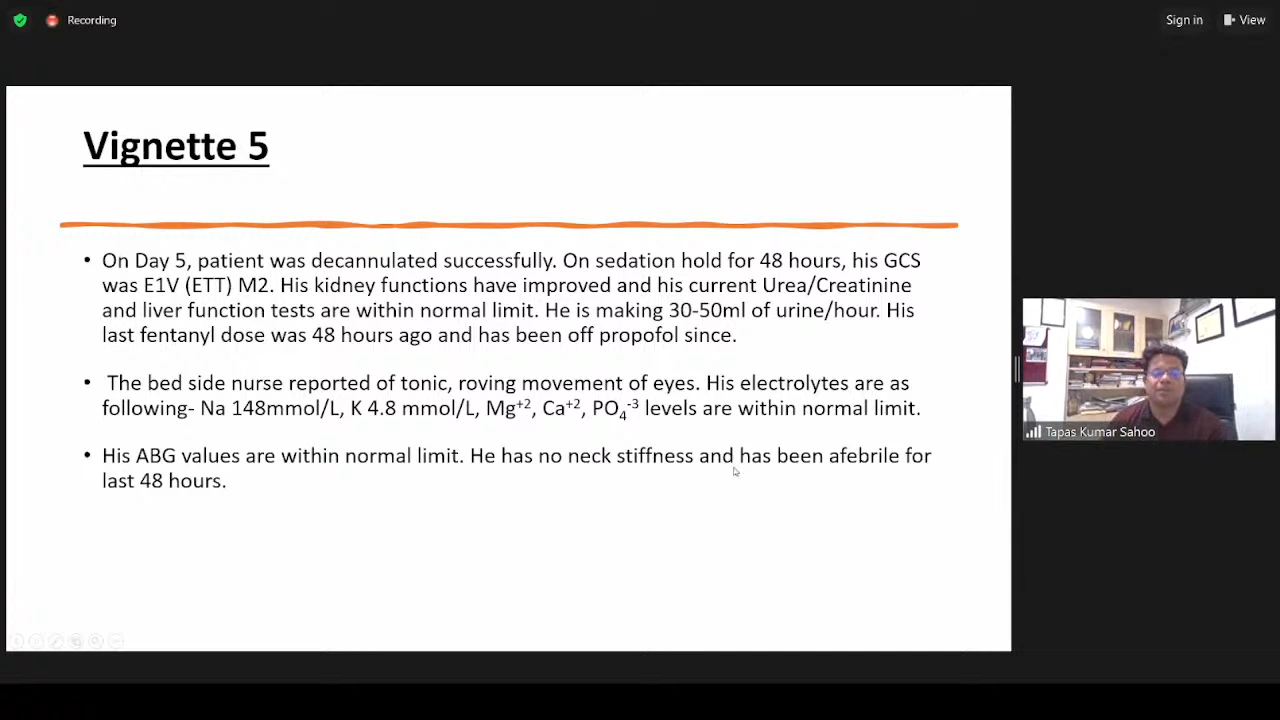 Recording
Sign in
View
Vignette 5
• On Day 5, patient was decannulated successfully. On sedation hold for 48 hours, his GCS
was E1V (ETT) M2. His kidney functions have improved and his current Urea/Creatinine
and liver function tests are within normal limit. He is making 30-50ml of urine/hour. His
last fentanyl dose was 48 hours ago and has been off propofol since.
• The bed side nurse reported of tonic, roving movement of eyes. His electrolytes are as
following- Na 148mmol/L, K 4.8 mmol/L, Mg+2, Ca+2, PO4-3 levels are within normal limit.
• His ABG values are within normal limit. He has no neck stiffness and has been afebrile for
last 48 hours.
Tapas Kumar Sahoo